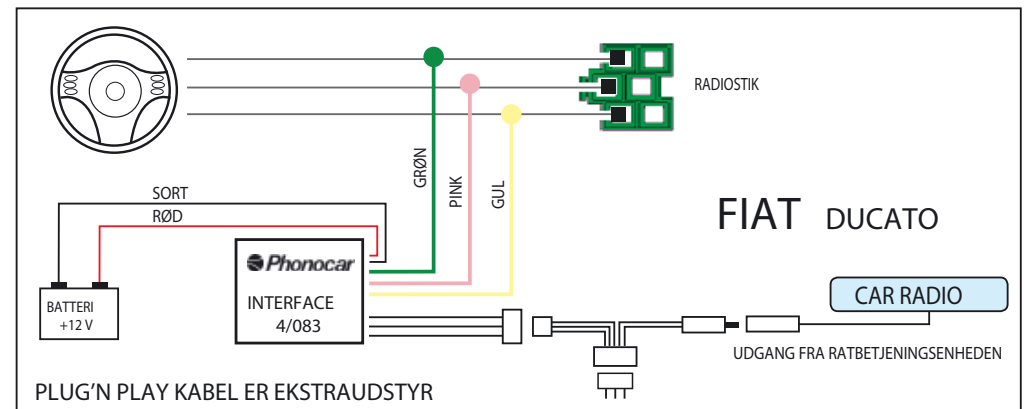 RADIOSTIK
GRØN
PINK
GUL
SORT
RØD
FIAT DUCATO
Phonocar
INTERFACE
4/083
BATTERI
+12 V
CAR RADIO
UDGANG FRA RATBETJENINGSENHEDEN
PLUG'N PLAY KABEL ER EKSTRAUDSTYR